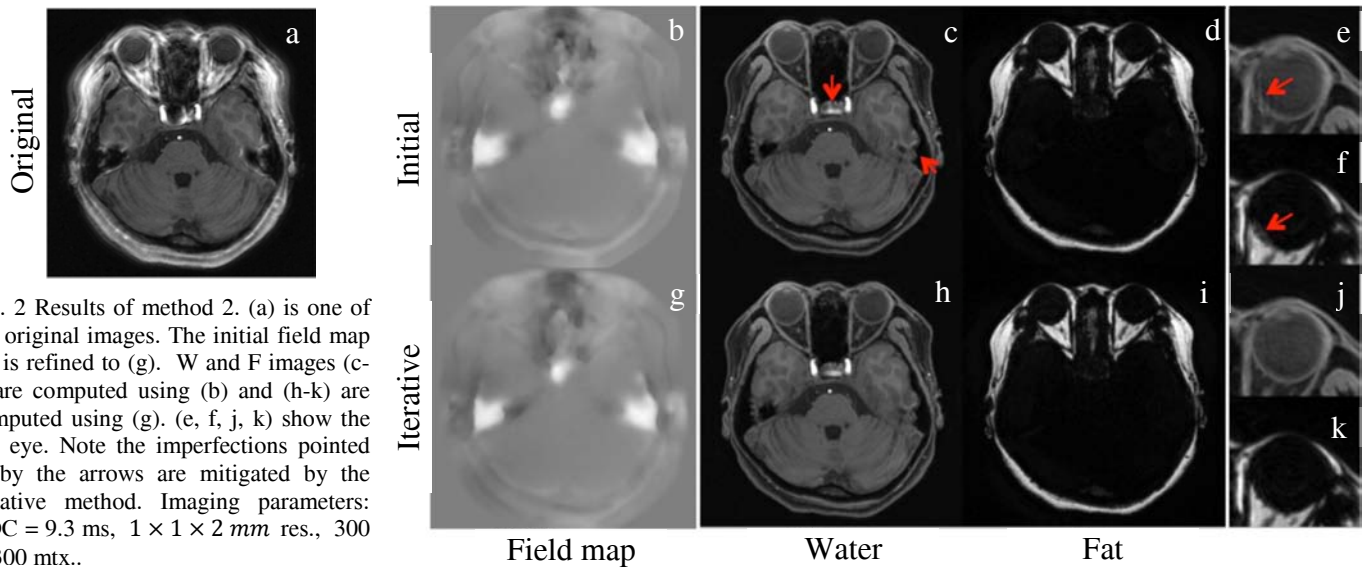 Original
a
. 2 Results of method 2. (a) is one of
original images. The initial field map
is refined to (g). W and F images (c-
are computed using (b) and (h-k) are
mputed using (g). (e, f, j, k) show the
eye. Note the imperfections pointed
by the arrows are mitigated by the
ative method. Imaging parameters:
C = 9.3 ms, 1 × 1 × 2 mm res., 300
300 mtx..
Initial
b
c
d
e
f
Iterative
g
h
i
j
k
Field map
Water
Fat